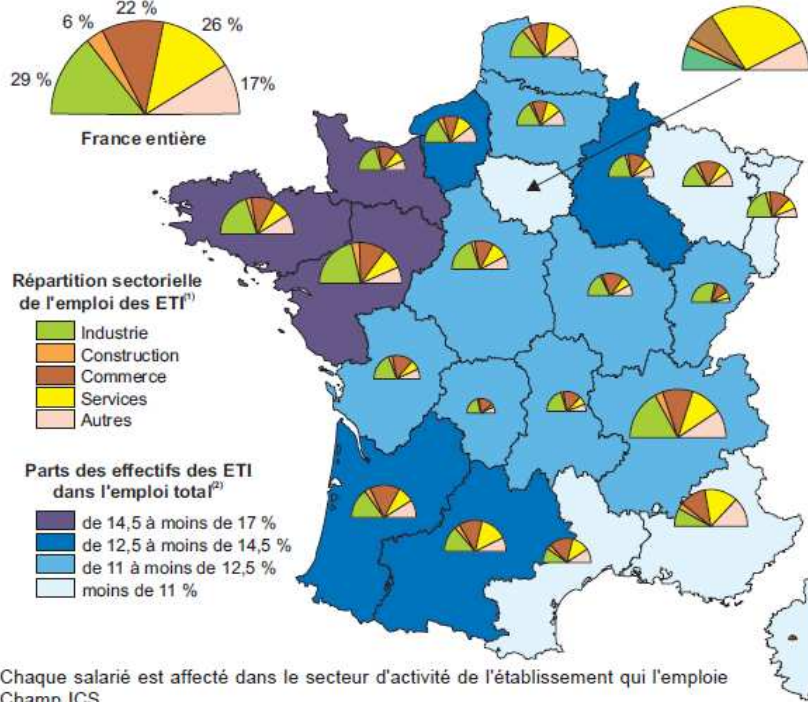 22 %
6 %
26 %
29 %
17%
France entière
Répartition sectorielle
de l'emploi des ETI(1)
Industrie
Construction
Commerce
Services
Autres
Parts des effectifs des ETI
dans l'emploi total(2)
de 14,5 à moins de 17 %
de 12,5 à moins de 14,5 %
de 11 à moins de 12,5 %
moins de 11 %
Chaque salarié est affecté dans le secteur d'activité de l'établissement qui l'emploie
Champ ICS